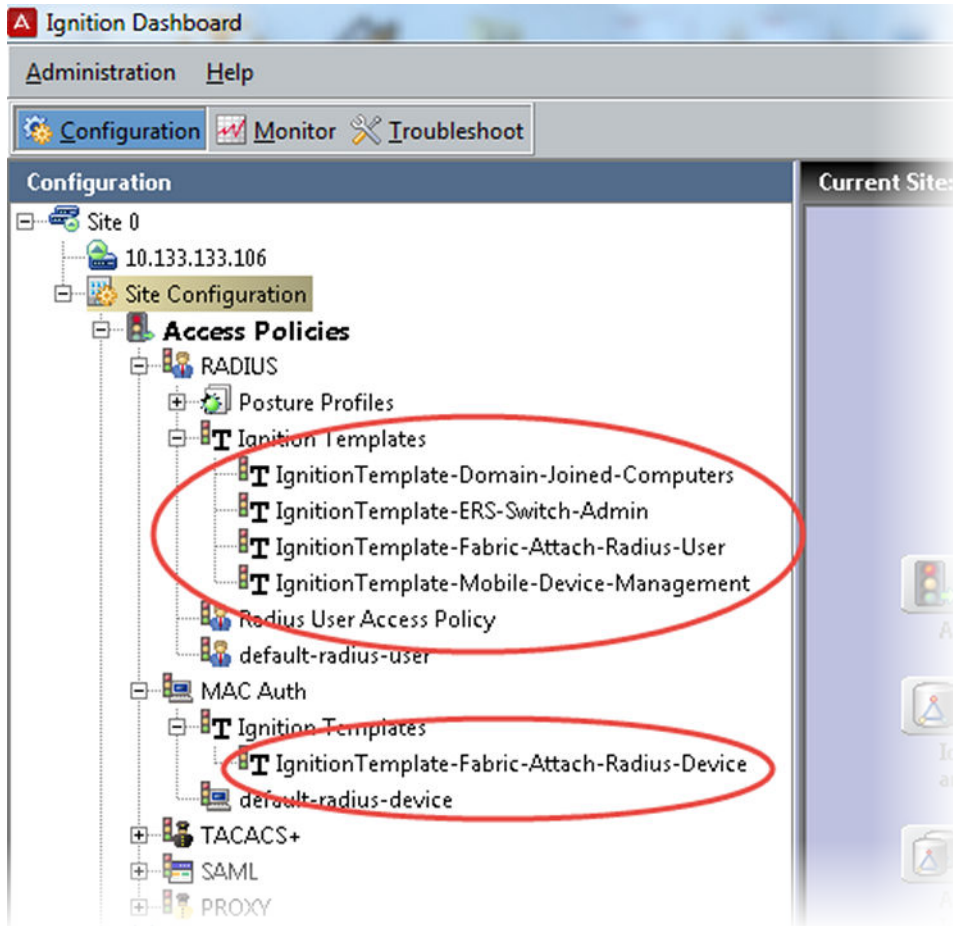 Ignition Dashboard
Administration Help
Configuration Monitor Troubleshoot
Configuration
Current Site:
Site 0
10.133.133.106
Site Configuration
Access Policies
RADIUS
Posture Profiles
Ignition Templates
IgnitionTemplate-Domain-Joined-Computers
IgnitionTemplate-ERS-Switch-Admin
IgnitionTemplate-Fabric-Attach-Radius-User
IgnitionTemplate-Mobile-Device-Management
Radius User Access Policy
default-radius-user
MAC Auth
Ignition Templates
IgnitionTemplate-Fabric-Attach-Radius-Device
default-radius-device
TACACS+
SAML
PROXY